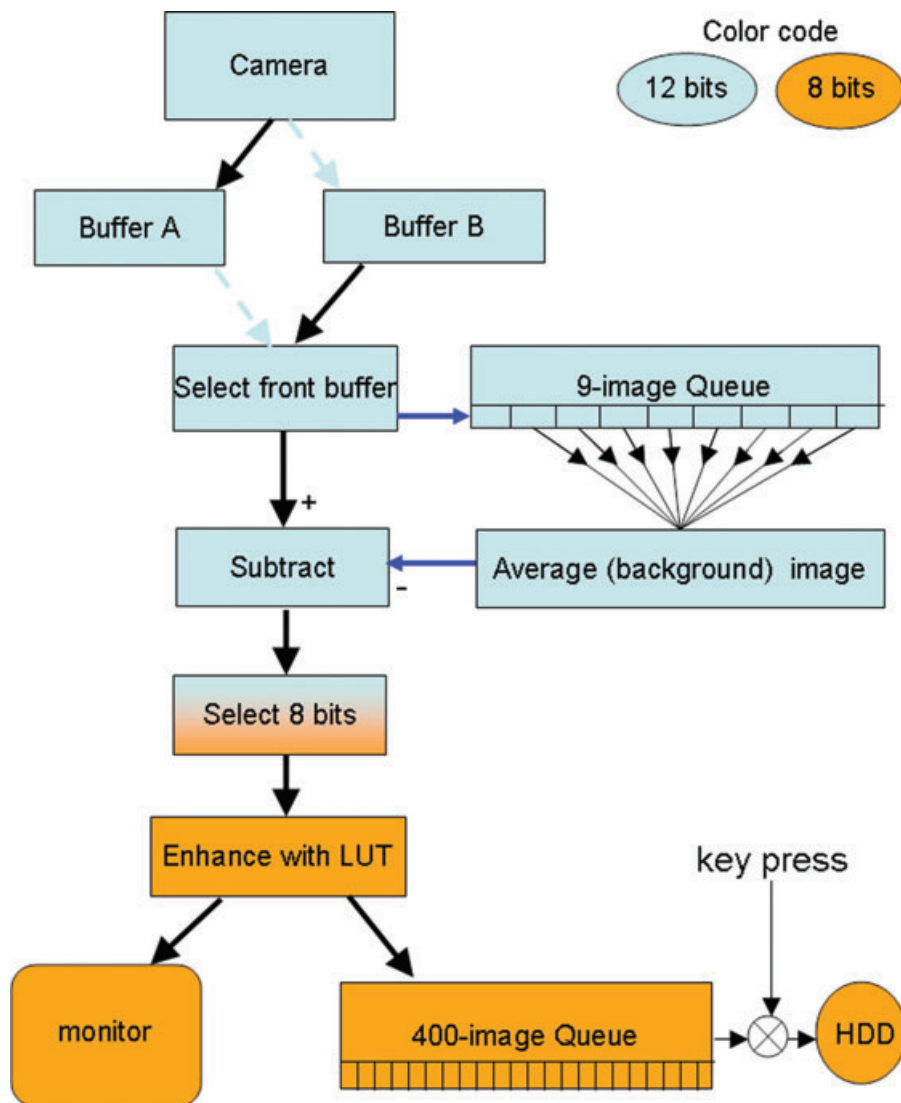 Color code
12 bits
8 bits
Camera
Buffer A
Buffer B
Select front buffer
9-image Queue
+
Subtract
-
Average (background) image
Select 8 bits
Enhance with LUT
key press
monitor
400-image Queue
HDD